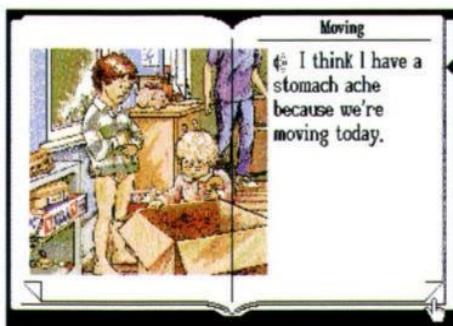 Moving
I think I have a
stomach ache
because we're
moving today.